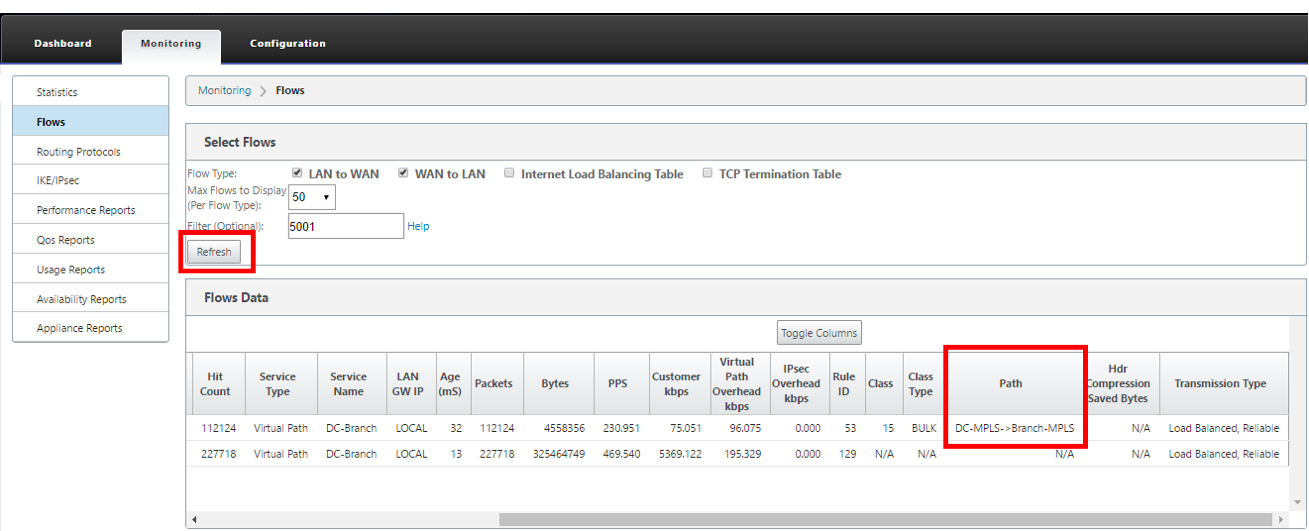 Dashboard Monitoring Configuration
Statistics
Flows
Routing Protocols
IKE/IPsec
Performance Reports
Qos Reports
Usage Reports
Availability Reports
Appliance Reports
Monitoring > Flows
Select Flows
Flow Type: LAN to WAN WAN to LAN Internet Load Balancing Table TCP Termination Table
Max Flows to Display
(Per Flow Type):
50
Filter (Optional): 5001 Help
Refresh
Flows Data
Toggle Columns
Hit
Count
Service
Type
Service
Name
LAN
GW IP
Age
(mS)
Packets
Bytes
PPS
Customer
kbps
Virtual
Path
Overhead
kbps
IPsec
Overhead
kbps
Rule
ID
Class
Class
Type
Path
Hdr
Compression
Saved Bytes
Transmission Type
112124 Virtual Path DC-Branch LOCAL 32 112124 4558356 230.951 75.051 96.075 0.000 53 15 BULK DC-MPLS->Branch-MPLS N/A Load Balanced, Reliable
227718 Virtual Path DC-Branch LOCAL 13 227718 325464749 469.540 5369.122 195.329 0.000 129 N/A N/A N/A N/A Load Balanced, Reliable